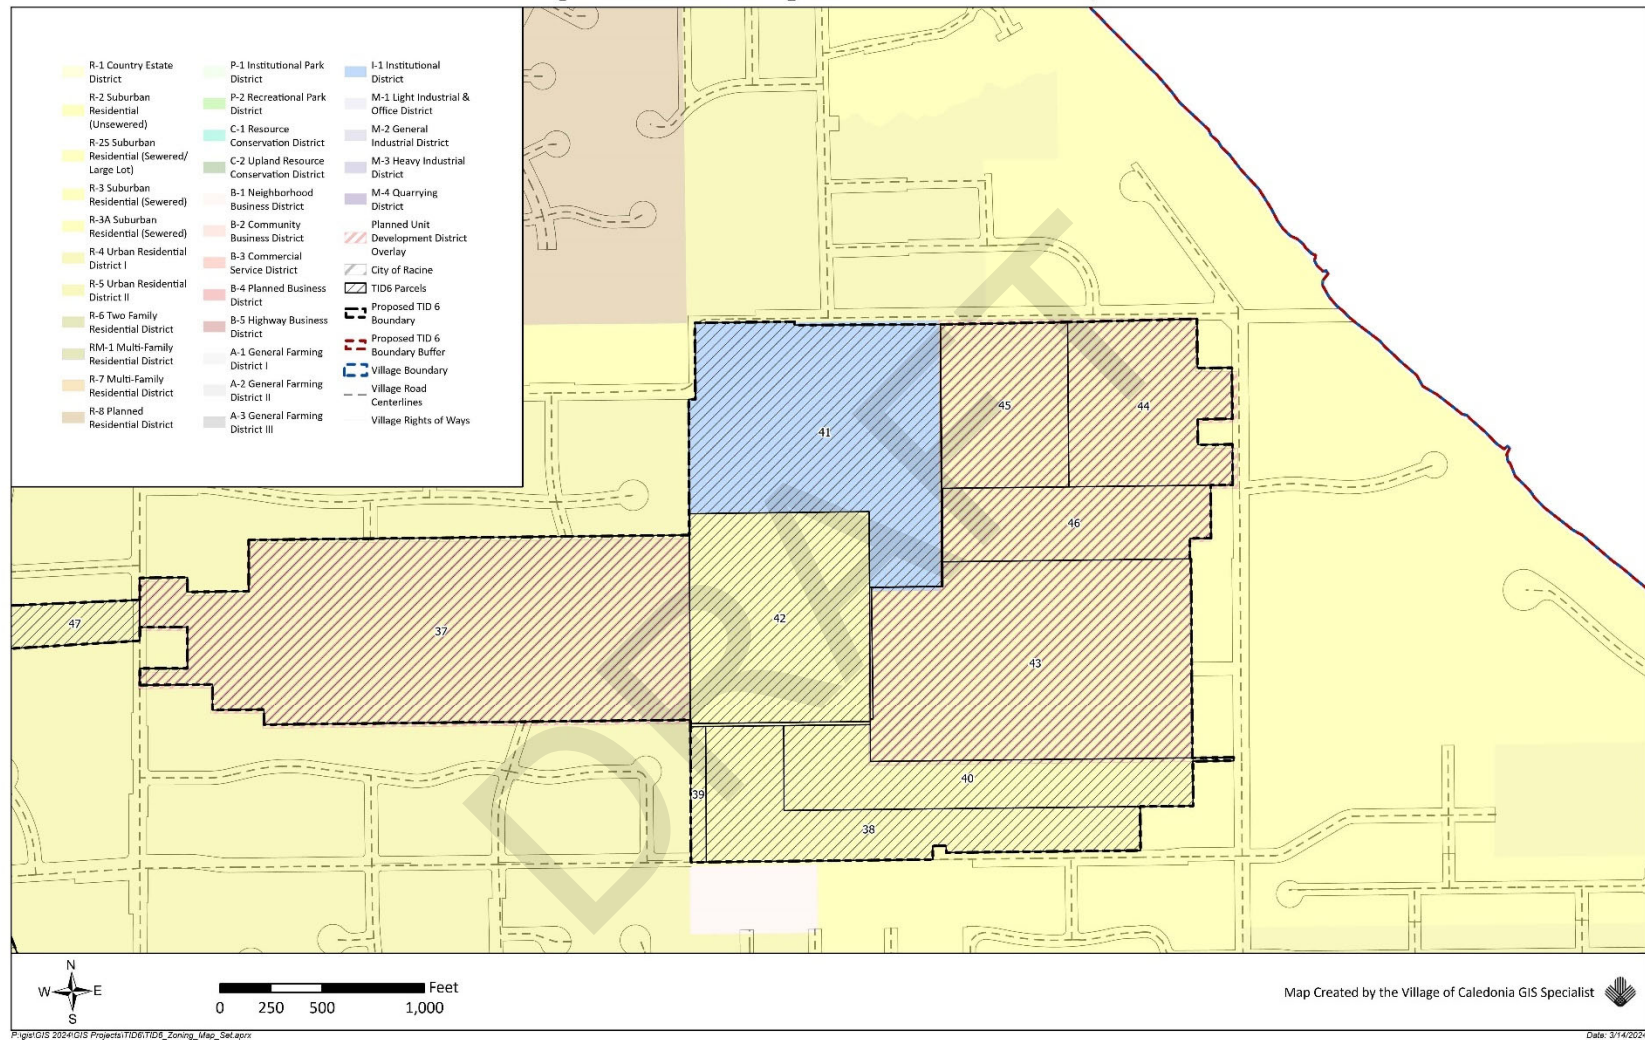 R-1 Country Estate
District
R-2 Suburban
Residential
(Unsewered)
R-2S Suburban
Residential (Sewered/
Large Lot)
R-3 Suburban
Residential (Sewered)
R-3A Suburban
Residential (Sewered)
R-4 Urban Residential
District I
R-5 Urban Residential
District II
R-6 Two Family
Residential District
RM-1 Multi-Family
Residential District
R-7 Multi-Family
Residential District
R-8 Planned
Residential District
P-1 Institutional Park
District
P-2 Recreational Park
District
C-1 Resource
Conservation District
C-2 Upland Resource
Conservation District
B-1 Neighborhood
Business District
B-2 Community
Business District
B-3 Commercial
Service District
B-4 Planned Business
District
B-5 Highway Business
District
A-1 General Farming
District I
A-2 General Farming
District II
A-3 General Farming
District III
I-1 Institutional
District
M-1 Light Industrial &
Office District
M-2 General
Industrial District
M-3 Heavy Industrial
District
M-4 Quarrying
District
Planned Unit
Development District
Overlay
City of Racine
TID6 Parcels
Proposed TID 6
Boundary
Proposed TID 6
Boundary Buffer
Village Boundary
Village Road
Centerlines
Village Rights of Ways
45
44
41
46
42
47
37
43
40
39
38
DRAFT
N
W E
S
Feet
0 250 500 1,000
Map Created by the Village of Caledonia GIS Specialist
P:\gis\GIS 2024\GIS Projects\TID6\TID6_Zoning_Map_Set.aprx
Date: 3/14/2024